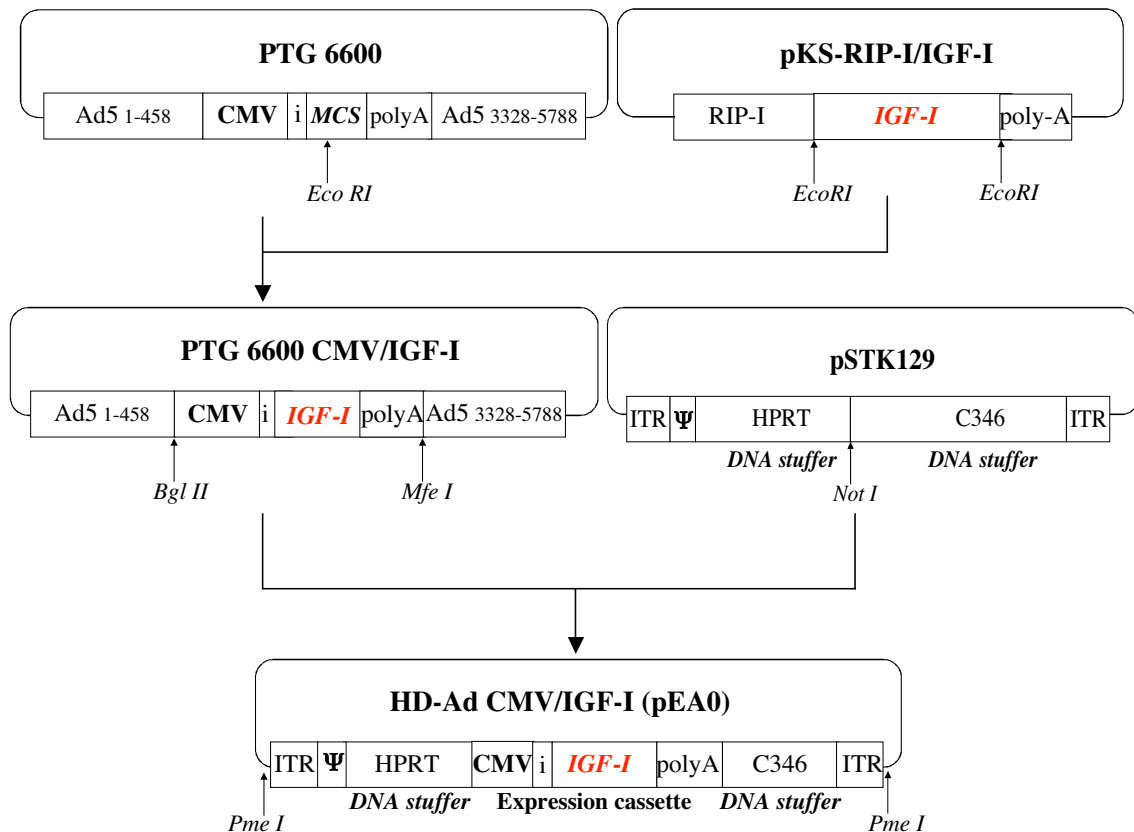 PTG 6600
pKS-RIP-I/IGF-I
Ad5 1-458 CMV i MCS polyA Ad5 3328-5788
RIP-I IGF-I poly-A
Eco RI
EcoRI EcoRI
PTG 6600 CMV/IGF-I
pSTK129
Ad5 1-458 CMV i IGF-I polyA Ad5 3328-5788
ITR Ψ HPRT C346 ITR
DNA stuffer DNA stuffer
Bgl II Mfe I
Not I
HD-Ad CMV/IGF-I (pEA0)
ITR Ψ HPRT CMV i IGF-I polyA C346 ITR
DNA stuffer Expression cassette DNA stuffer
Pme I Pme I